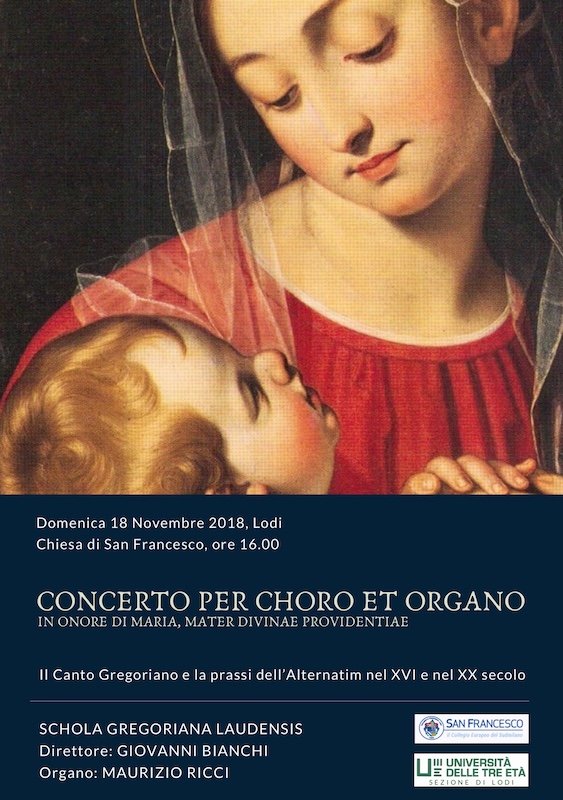 Domenica 18 Novembre 2018, Lodi
Chiesa di San Francesco, ore 16.00
CONCERTO PER CHORO ET ORGANO
IN ONORE DI MARIA, MATER DIVINAE PROVIDENTIAE
Il Canto Gregoriano e la prassi dell'Alternatim nel XVI e nel XX secolo
SCHOLA GREGORIANA LAUDENSIS
Direttore: GIOVANNI BIANCHI
Organo: MAURIZIO RICCI
SAN FRANCESCO
il Collegio Europeo del Sudmilano
UNIVERSITÀ
DELLE TRE ETÀ
SEZIONE DI LODI